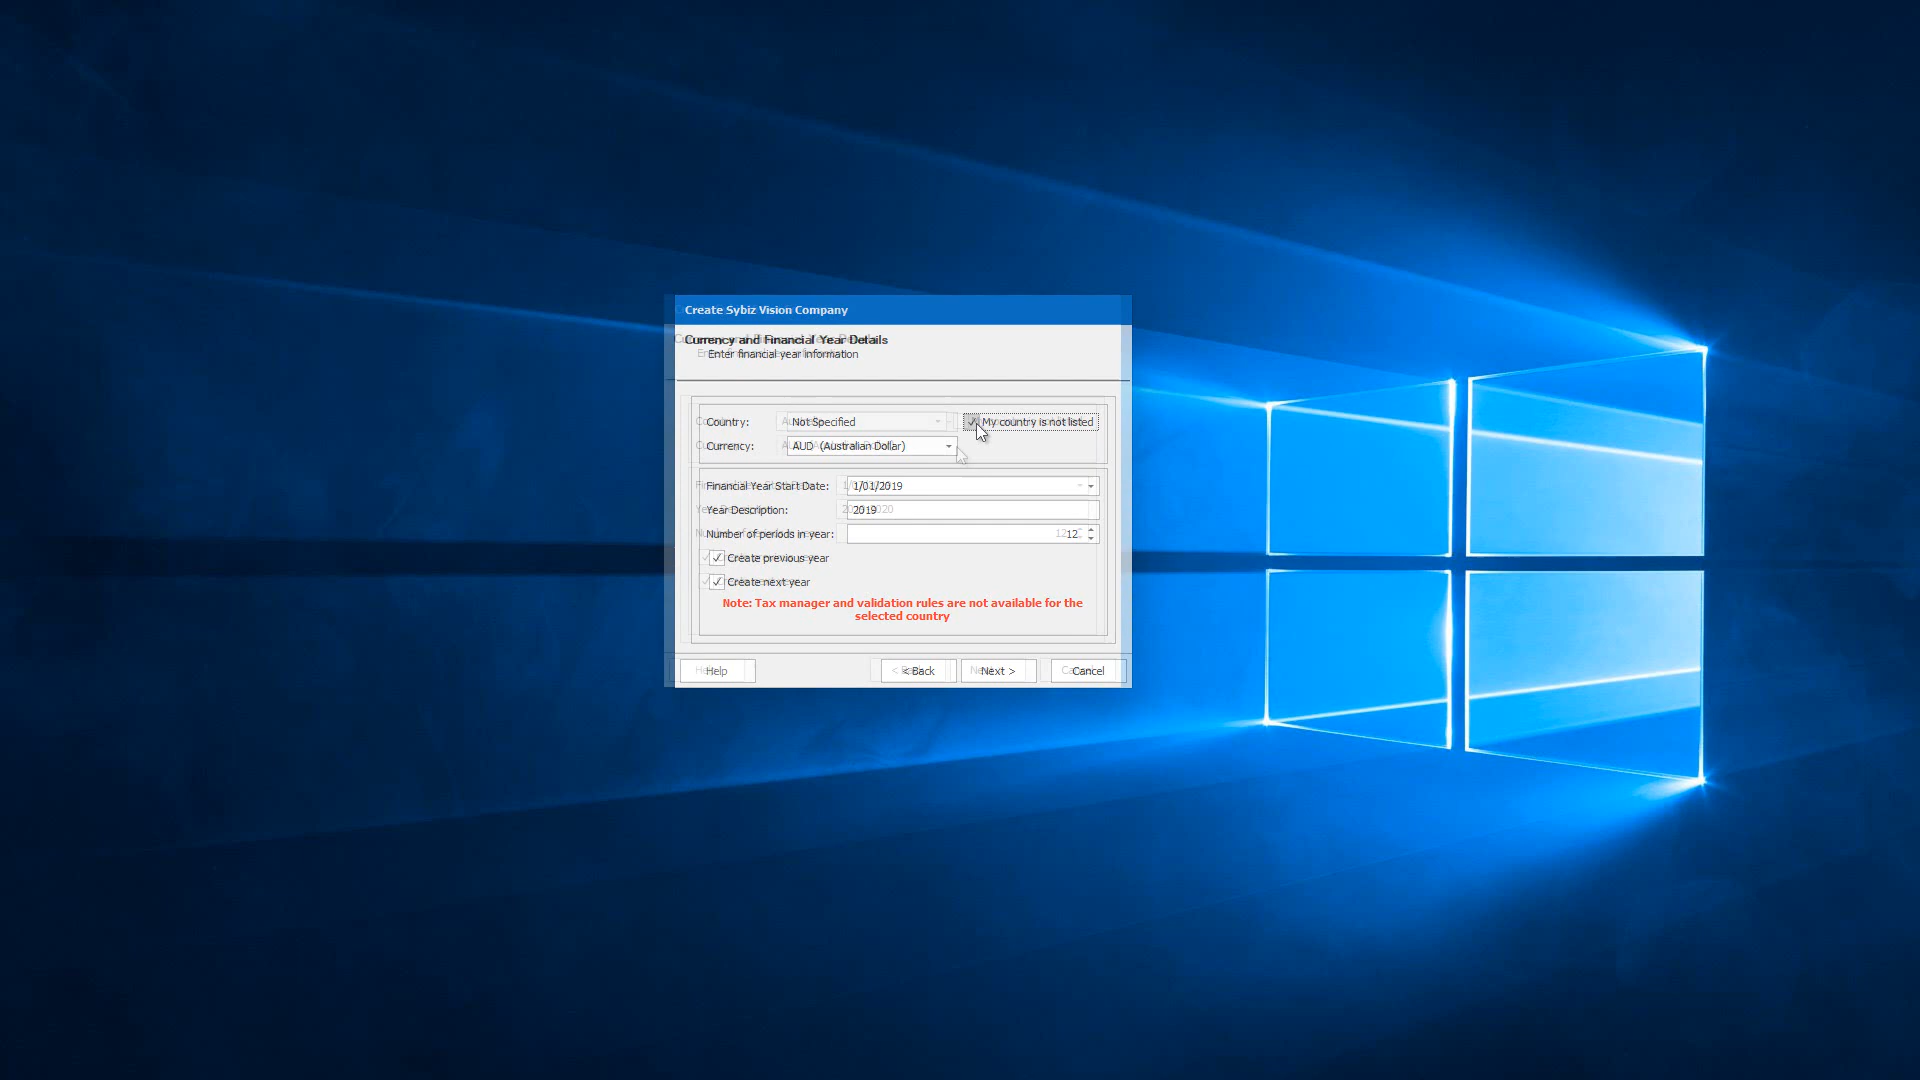 Create Sybiz Vision Company
Currency and Financial Year Details
Enter financial year information
Country: Not Specified ✓ My country is not listed
Currency: AUD (Australian Dollar)
Financial Year Start Date: 1/01/2019
Year Description: 2019
Number of periods in year: 12
✓ Create previous year
✓ Create next year
Note: Tax manager and validation rules are not available for the
selected country
Help < Back Next > Cancel